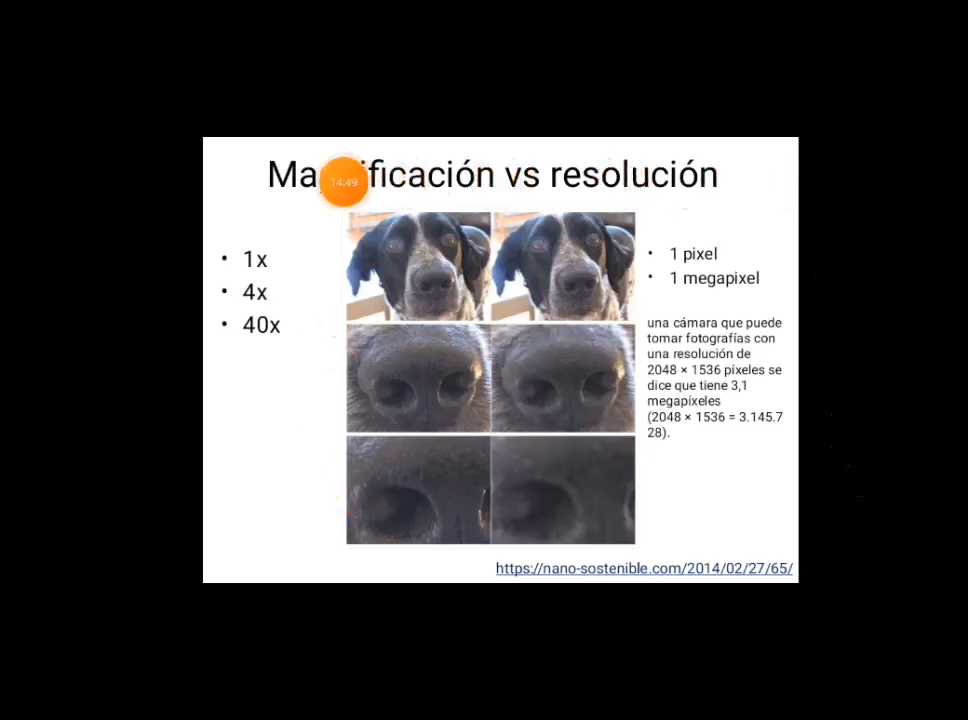 Magnificación vs resolución
14:49
• 1x
• 4x
• 40x
• 1 pixel
• 1 megapixel
una cámara que puede
tomar fotografías con
una resolución de
2048 × 1536 píxeles se
dice que tiene 3,1
megapíxeles
(2048 × 1536 = 3.145.7
28).
https://nano-sostenible.com/2014/02/27/65/